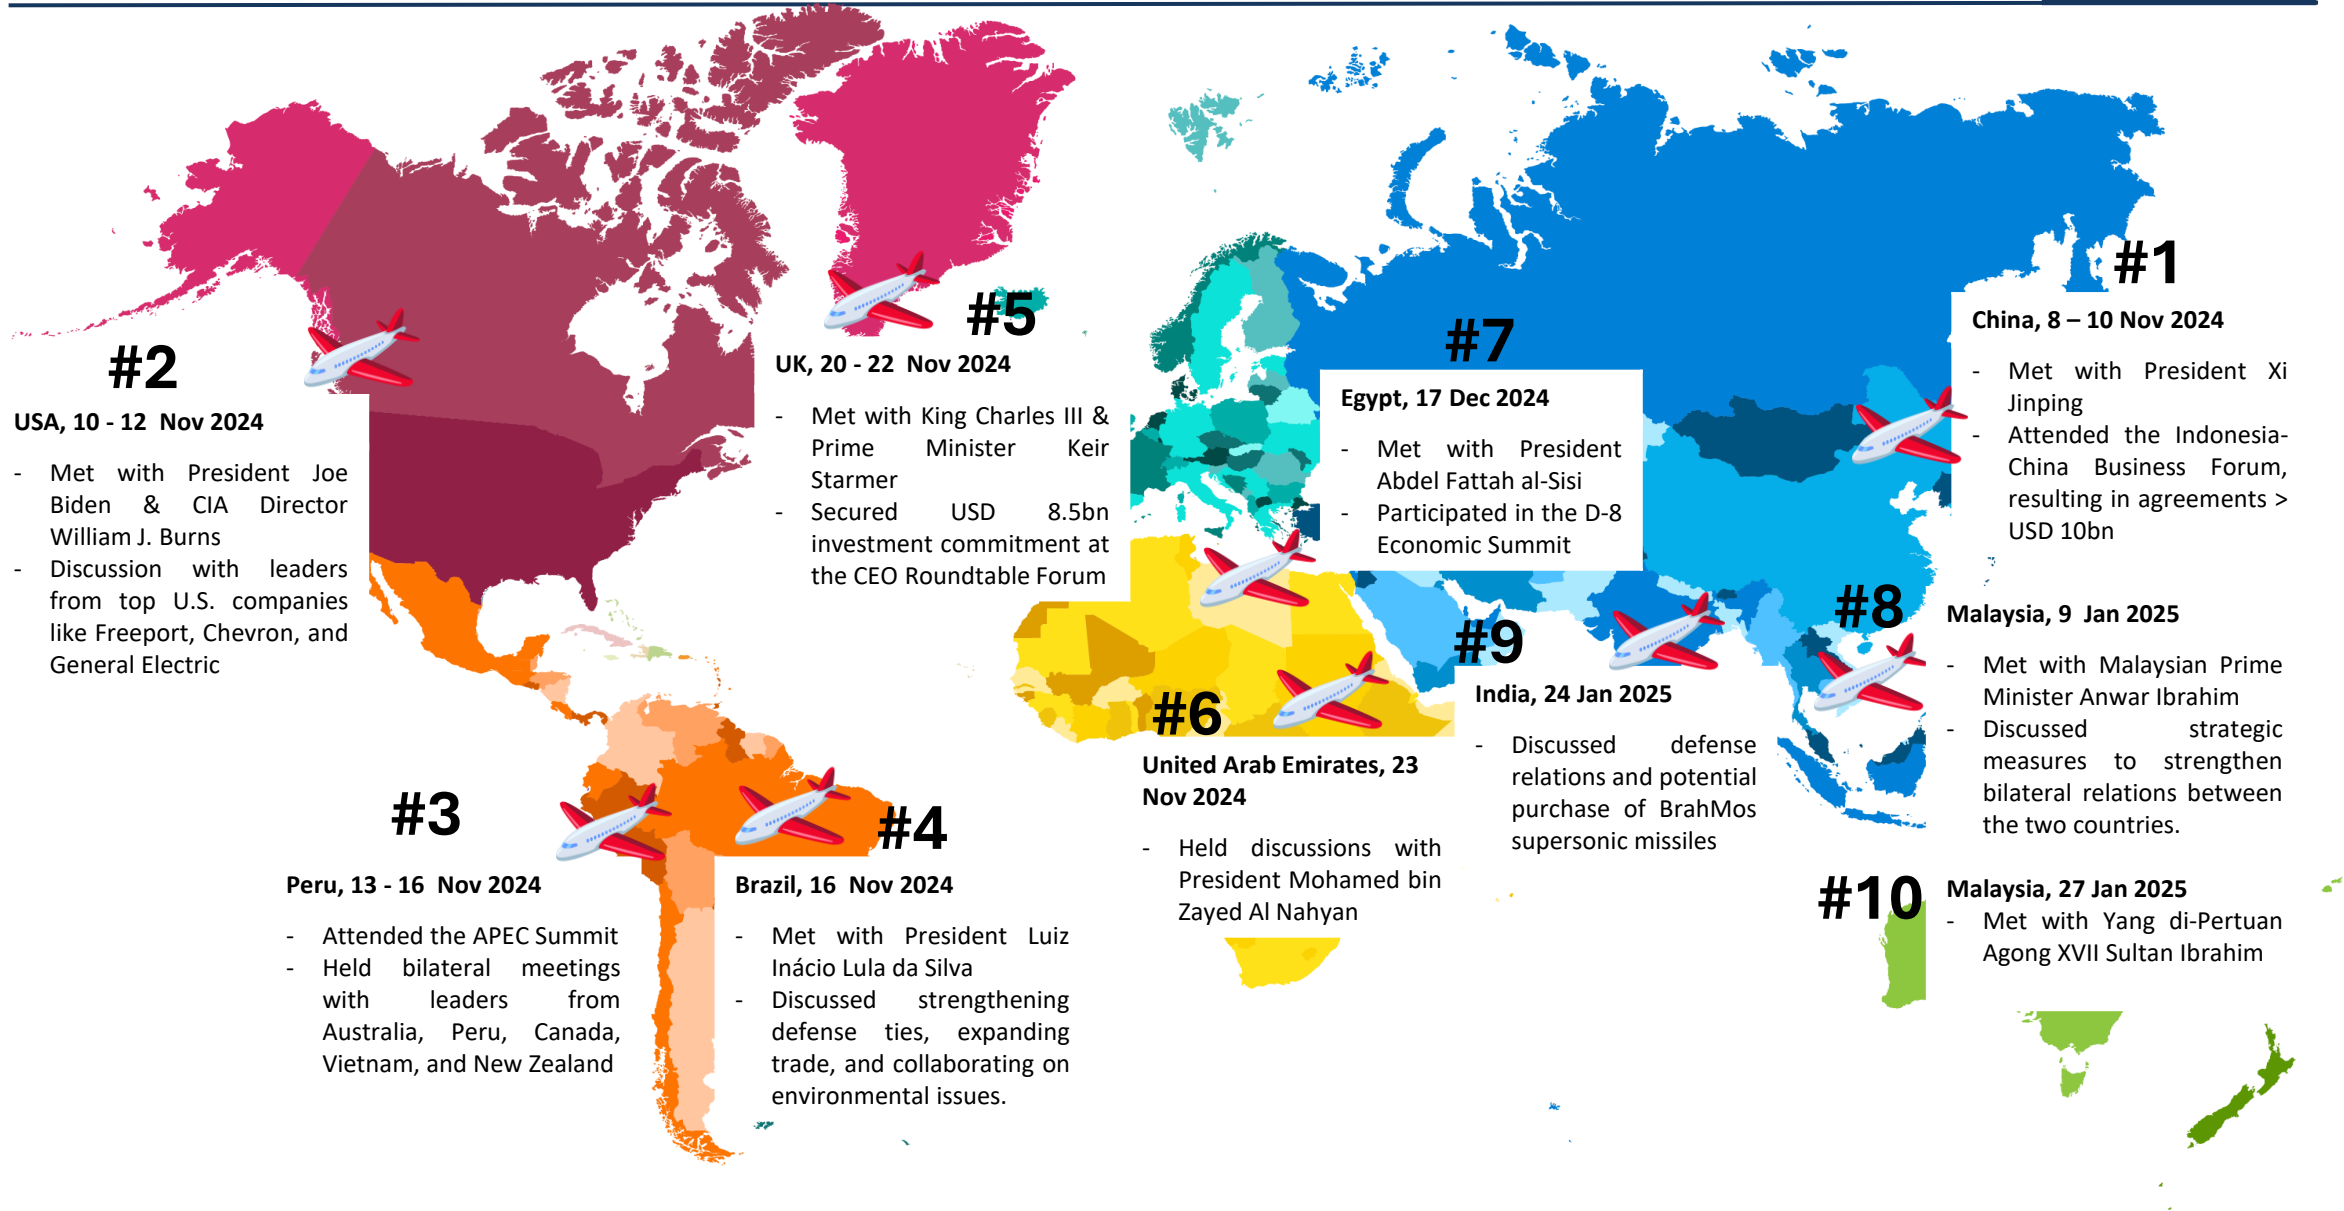 #1
China, 8 – 10 Nov 2024
- Met with President Xi
Jinping
- Attended the Indonesia-
China Business Forum,
resulting in agreements >
USD 10bn
#2
USA, 10 - 12 Nov 2024
- Met with President Joe
Biden & CIA Director
William J. Burns
- Discussion with leaders
from top U.S. companies
like Freeport, Chevron, and
General Electric
#3
Peru, 13 - 16 Nov 2024
- Attended the APEC Summit
- Held bilateral meetings
with leaders from
Australia, Peru, Canada,
Vietnam, and New Zealand
#4
Brazil, 16 Nov 2024
- Met with President Luiz
Inácio Lula da Silva
- Discussed strengthening
defense ties, expanding
trade, and collaborating on
environmental issues.
#5
UK, 20 - 22 Nov 2024
- Met with King Charles III &
Prime Minister Keir
Starmer
- Secured USD 8.5bn
investment commitment at
the CEO Roundtable Forum
#6
United Arab Emirates, 23
Nov 2024
- Held discussions with
President Mohamed bin
Zayed Al Nahyan
#7
Egypt, 17 Dec 2024
- Met with President
Abdel Fattah al-Sisi
- Participated in the D-8
Economic Summit
#8
Malaysia, 9 Jan 2025
- Met with Malaysian Prime
Minister Anwar Ibrahim
- Discussed strategic
measures to strengthen
bilateral relations between
the two countries.
#9
India, 24 Jan 2025
- Discussed defense
relations and potential
purchase of BrahMos
supersonic missiles
#10
Malaysia, 27 Jan 2025
- Met with Yang di-Pertuan
Agong XVII Sultan Ibrahim